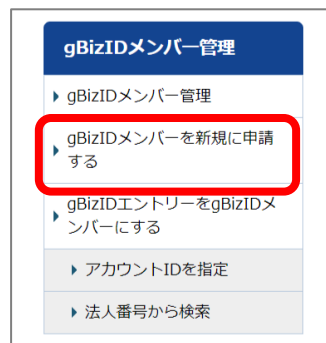 gBizIDメンバー管理
gBizIDメンバー管理
gBizIDメンバーを新規に申請
する
gBizIDエントリーをgBizIDメ
ンバーにする
アカウントIDを指定
法人番号から検索